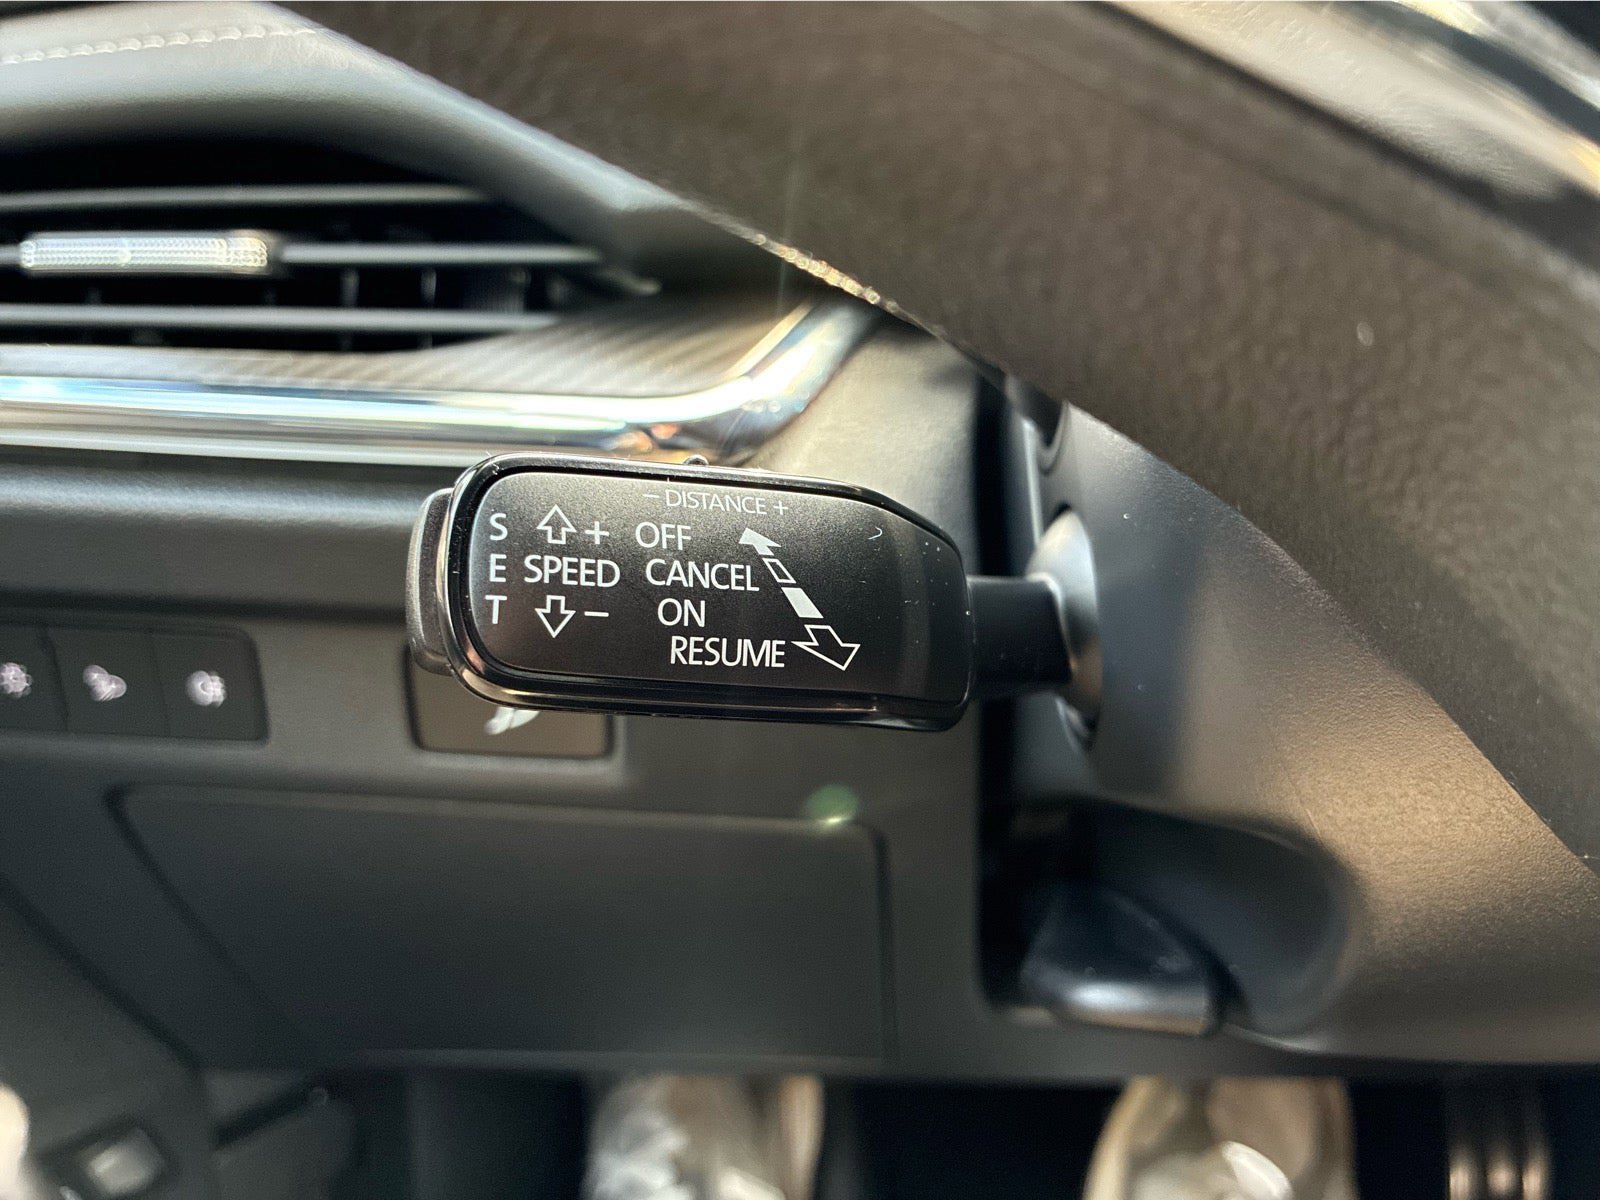 – DISTANCE +
S + OFF
E SPEED CANCEL
T – ON
RESUME